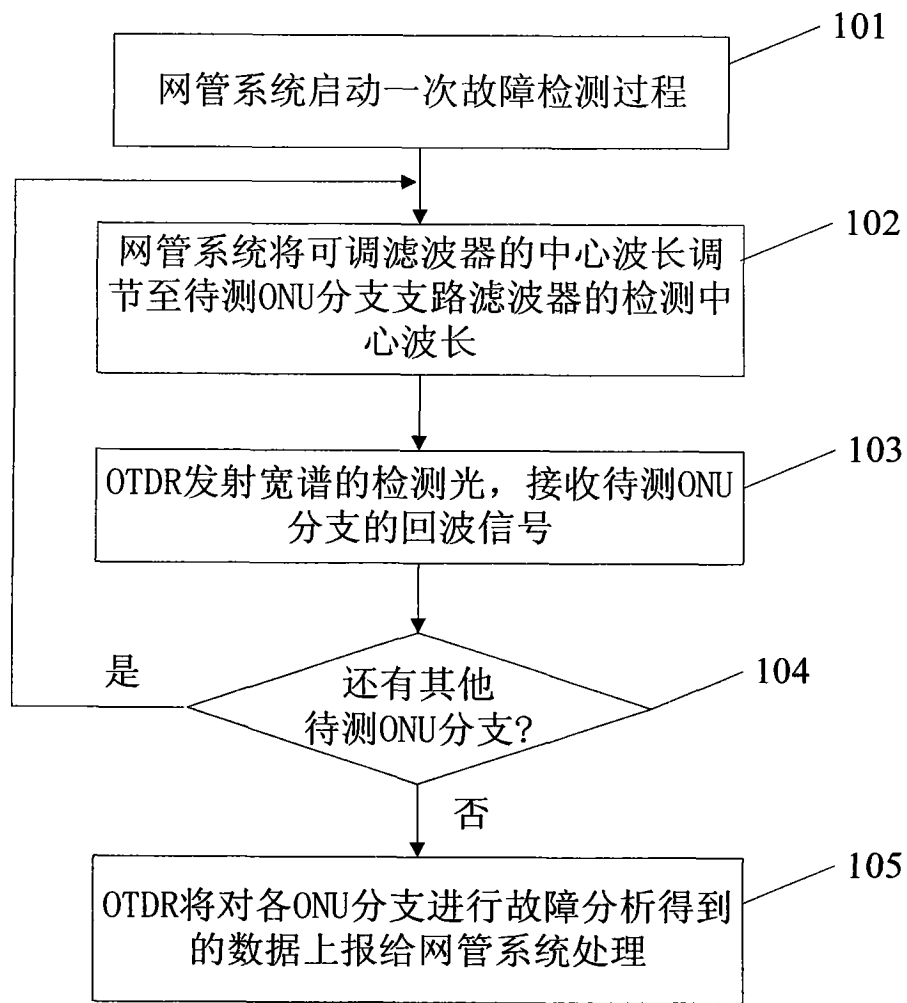 101
网管系统启动一次故障检测过程
102
网管系统将可调滤波器的中心波长调
节至待测ONU分支支路滤波器的检测中
心波长
103
OTDR发射宽谱的检测光，接收待测ONU
分支的回波信号
是
还有其他
待测ONU分支?
104
否
105
OTDR将对各ONU分支进行故障分析得到
的数据上报给网管系统处理